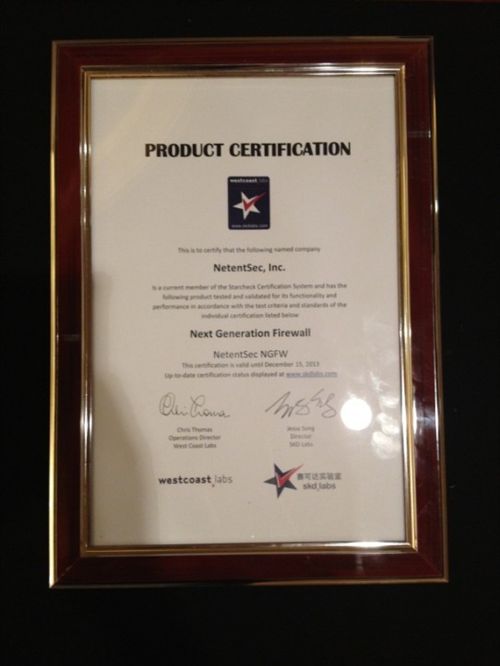 PRODUCT CERTIFICATION
westcoast labs
www.skdlabs.com
This is to certify that the following named company
NetentSec, Inc.
Is a current member of the Starcheck Certification System and has the
following product tested and validated for its functionality and
performance in accordance with the test criteria and standards of the
individual certification listed below
Next Generation Firewall
NetentSec NGFW
This certification is valid until December 15, 2013
Up-to-date certification status displayed at www.skdlabs.com
Chris Thomas
Operations Director
West Coast Labs
Jesse Song
Director
SKD Labs
westcoast labs
赛可达实验室
skd labs